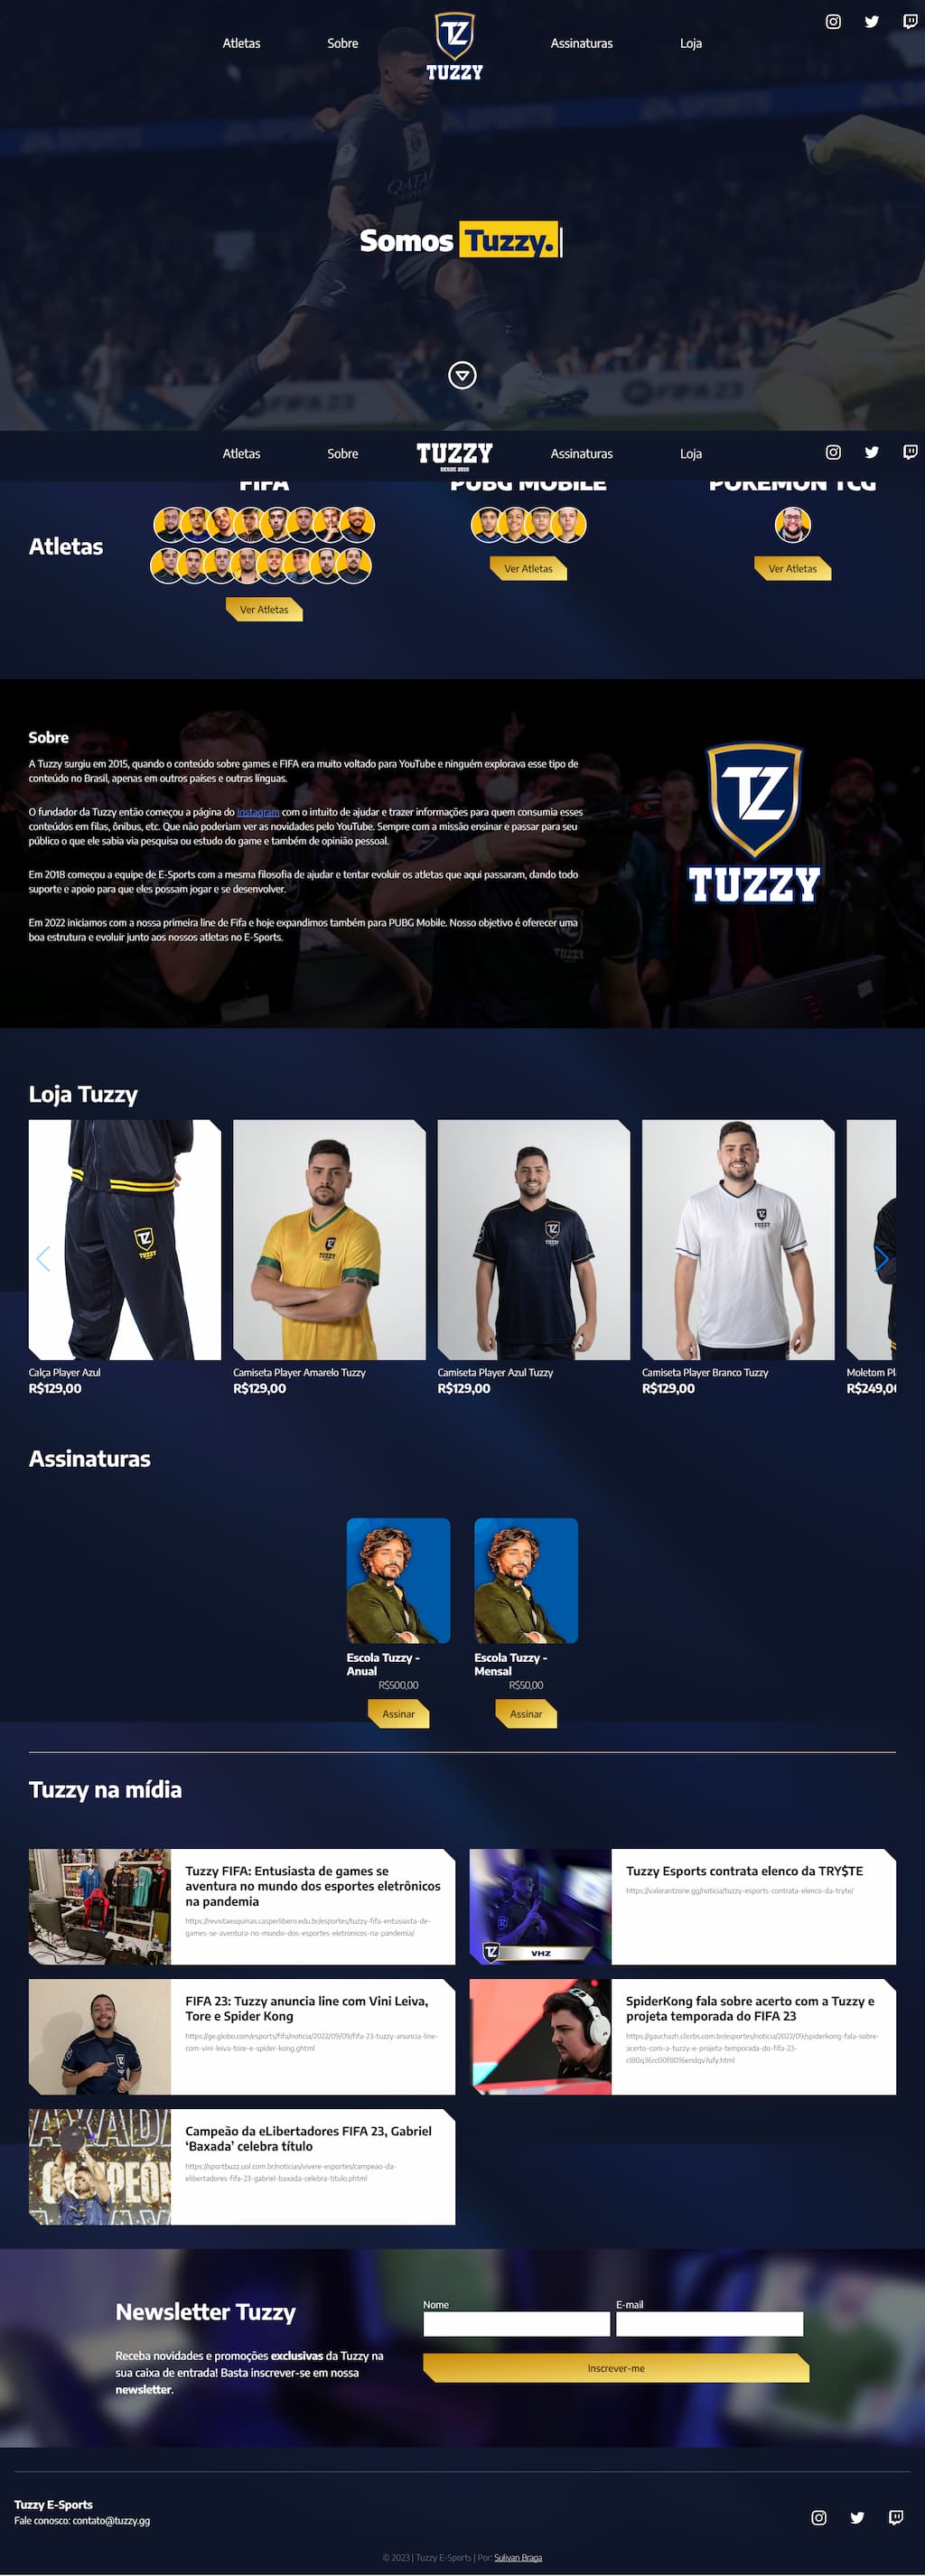 Atletas
Sobre
TZ
TUZZY
Assinaturas
Loja
EA SPORTS
QATAR
Somos Tuzzy.
FIFA 23
Atletas
Sobre
TUZZY
DESDE 2015
Assinaturas
Loja
FIFA
PUBG MOBILE
POKÉMON TCG
Atletas
Ver Atletas
Ver Atletas
Ver Atletas
Sobre
A Tuzzy surgiu em 2015, quando o conteúdo sobre games e FIFA era muito voltado para YouTube e ninguém explorava esse tipo de
conteúdo no Brasil, apenas em outros países e outras línguas.
O fundador da Tuzzy então começou a página do Instagram com o intuito de ajudar e trazer informações para quem consumia esses
conteúdos em filas, ônibus, etc. Que não poderiam ver as novidades pelo YouTube. Sempre com a missão ensinar e passar para seu
público o que ele sabia via pesquisa ou estudo do game e também de opinião pessoal.
Em 2018 começou a equipe de E-Sports com a mesma filosofia de ajudar e tentar evoluir os atletas que aqui passaram, dando todo
suporte e apoio para que eles possam jogar e se desenvolver.
Em 2022 iniciamos com a nossa primeira line de Fifa e hoje expandimos também para PUBG Mobile. Nosso objetivo é oferecer uma
boa estrutura e evoluir junto aos nossos atletas no E-Sports.
TZ
TUZZY
Loja Tuzzy
Calça Player Azul
R$129,00
Camiseta Player Amarelo Tuzzy
R$129,00
Camiseta Player Azul Tuzzy
R$129,00
Camiseta Player Branco Tuzzy
R$129,00
Moletom Pl
R$249,00
Assinaturas
Escola Tuzzy -
Anual
R$500,00
Assinar
Escola Tuzzy -
Mensal
R$50,00
Assinar
Tuzzy na mídia
Tuzzy FIFA: Entusiasta de games se
aventura no mundo dos esportes eletrônicos
na pandemia
https://revistaesquinas.casperlibero.edu.br/esportes/tuzzy-fifa-entusiasta-de-
games-se-aventura-no-mundo-dos-esportes-eletronicos-na-pandemia/
VHZ
Tuzzy Esports contrata elenco da TRY$TE
https://valorantzone.gg/noticia/tuzzy-esports-contrata-elenco-da-tryte/
FIFA 23: Tuzzy anuncia line com Vini Leiva,
Tore e Spider Kong
https://ge.globo.com/esports/fifa/noticia/2022/09/09/fifa-23-tuzzy-anuncia-line-
com-vini-leiva-tore-e-spider-kong.ghtml
SpiderKong fala sobre acerto com a Tuzzy e
projeta temporada do FIFA 23
https://gauchazh.clicrbs.com.br/esportes/noticia/2022/09/spiderkong-fala-sobre-
acerto-com-a-tuzzy-e-projeta-temporada-do-fifa-23-
Campeão da eLibertadores FIFA 23, Gabriel
‘Baxada’ celebra título
https://sportbuzz.uol.com.br/noticias/vivere-esportes/campeao-da-
elibertadores-fifa-23-gabriel-baxada-celebra-titulo.phtml
Newsletter Tuzzy
Receba novidades e promoções exclusivas da Tuzzy na
sua caixa de entrada! Basta inscrever-se em nossa
newsletter.
Nome
E-mail
Inscrever-me
Tuzzy E-Sports
Fale conosco: contato@tuzzy.gg
© 2023 | Tuzzy E-Sports | Por: Sulivan Braga